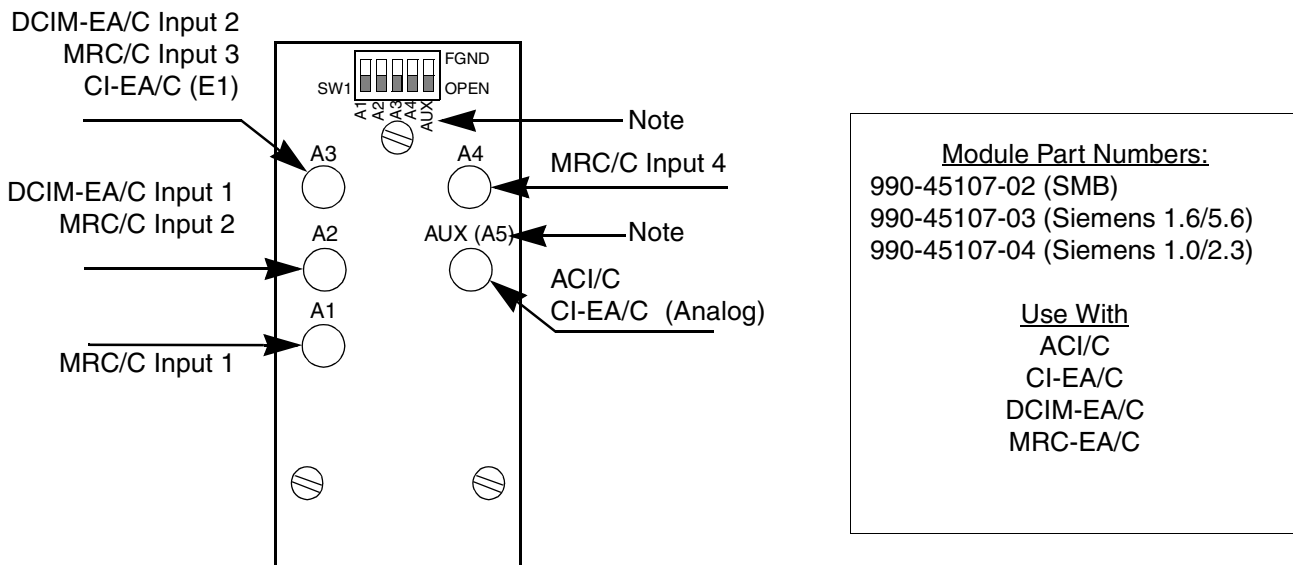 DCIM-EA/C Input 2
MRC/C Input 3
CI-EA/C (E1)
FGND
SW1
OPEN
A1
A2
A3
A4
AUX
Note
A3
A4
MRC/C Input 4
DCIM-EA/C Input 1
MRC/C Input 2
A2
AUX (A5)
Note
ACI/C
CI-EA/C (Analog)
A1
MRC/C Input 1
Module Part Numbers:
990-45107-02 (SMB)
990-45107-03 (Siemens 1.6/5.6)
990-45107-04 (Siemens 1.0/2.3)
Use With
ACI/C
CI-EA/C
DCIM-EA/C
MRC-EA/C